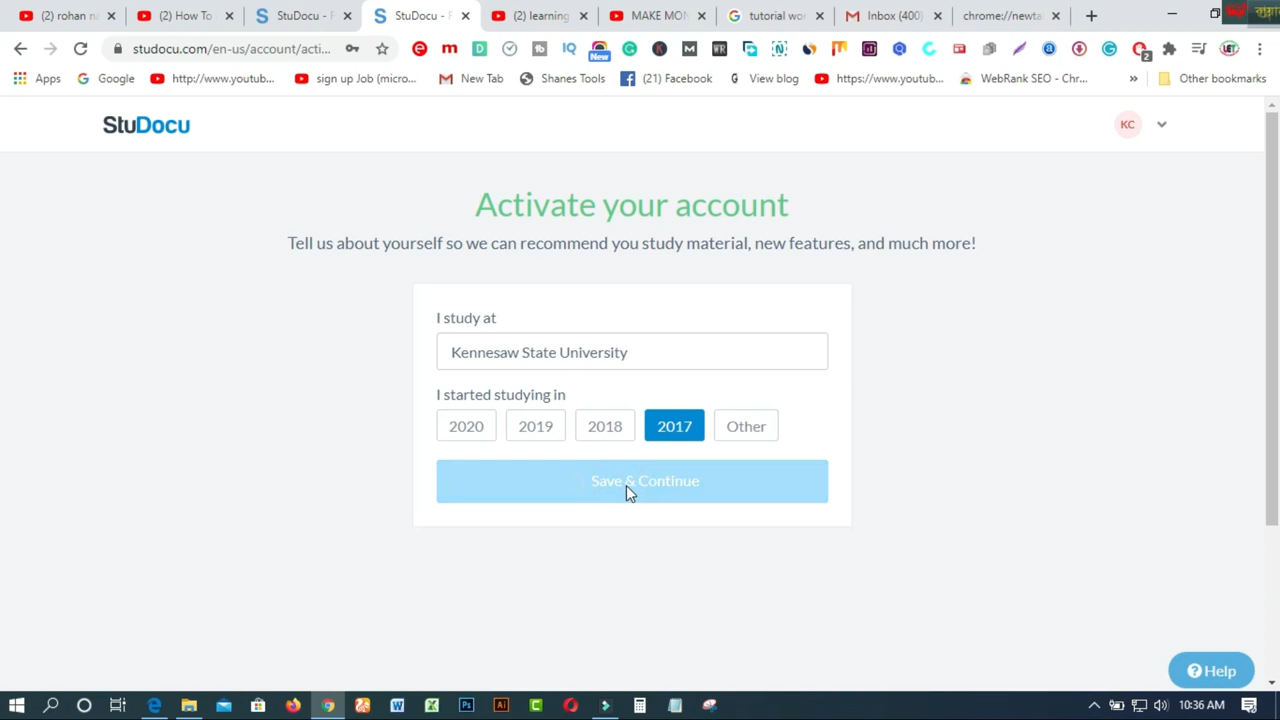 (2) rohan na
(2) How To
StuDocu - F
StuDocu - F
(2) learning
MAKE MON
tutorial wo
Inbox (400)
chrome://newta
studocu.com/en-us/account/acti...
New
2
Apps
Google
http://www.youtub...
sign up Job (micro...
New Tab
Shanes Tools
(21) Facebook
View blog
https://www.youtub...
WebRank SEO - Chr...
»
Other bookmarks
StuDocu
KC
Activate your account
Tell us about yourself so we can recommend you study material, new features, and much more!
I study at
Kennesaw State University
I started studying in
2020
2019
2018
2017
Other
Save & Continue
Help
10:36 AM